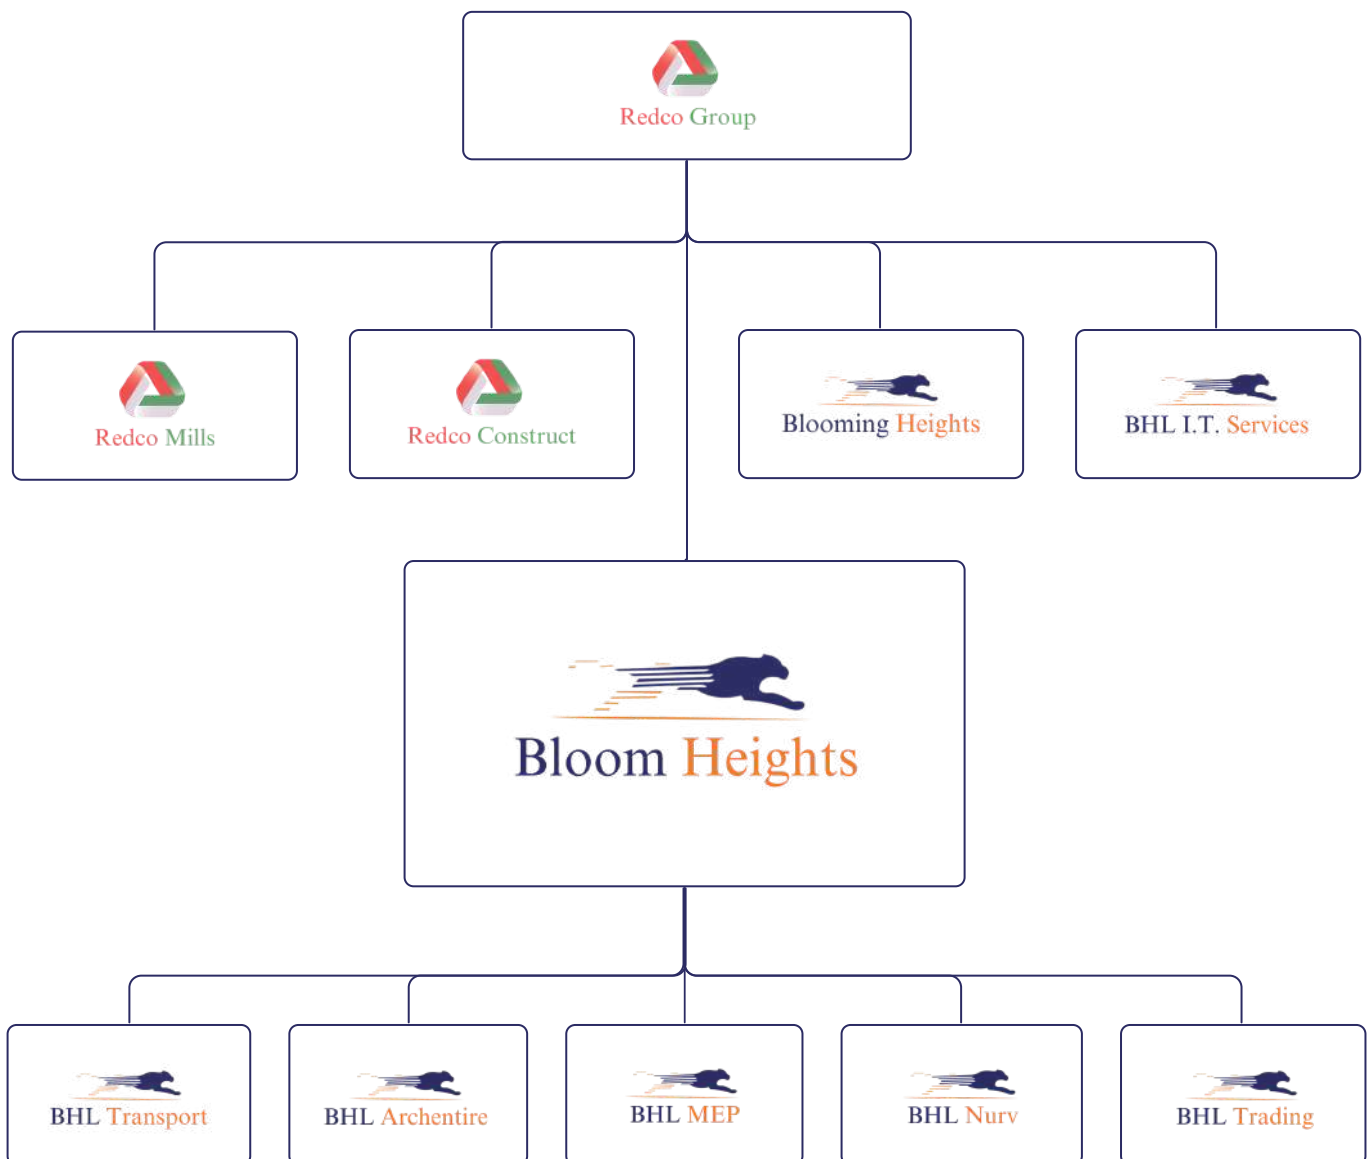 Redco Group
Redco Mills
Redco Construct
Blooming Heights
BHL I.T. Services
Bloom Heights
BHL Transport
BHL Archentire
BHL MEP
BHL Nurv
BHL Trading